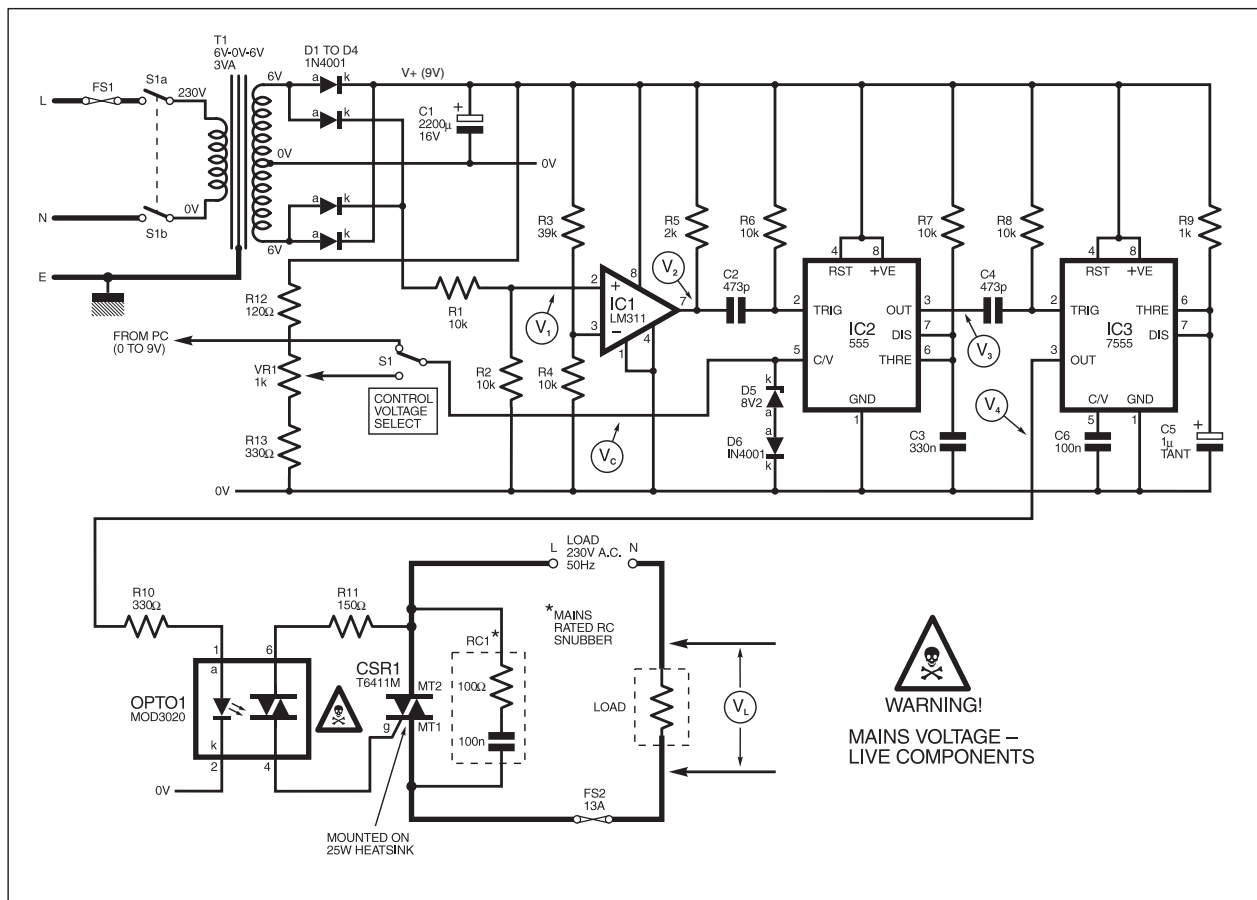 T1
6V-0V-6V
3VA
D1 TO D4
1N4001
FS1
S1a
230V
6V
a
k
V+ (9V)
L
a
k
C1
2200µ
16V
+
0V
0V
N
0V
S1b
a
k
a
k
6V
E
R3
39k
R5
2k
R6
10k
R7
10k
R8
10k
R9
1k
R12
120Ω
R1
10k
FROM PC
(0 TO 9V)
S1
VR1
1k
CONTROL
VOLTAGE
SELECT
R13
330Ω
0V
R2
10k
R4
10k
V1
2
+
3
−
8
IC1
LM311
7
1
4
V2
C2
473p
VC
D5
8V2
k
a
D6
IN4001
a
k
4
8
RST
+VE
2
TRIG
OUT
3
IC2
555
DIS
7
5
C/V
THRE
6
GND
1
C3
330n
V3
C4
473p
4
8
RST
+VE
2
TRIG
THRE
6
IC3
7555
DIS
7
3
OUT
C/V
GND
5
1
V4
C6
100n
C5
1µ
TANT
+
R10
330Ω
R11
150Ω
L
LOAD
230V A.C.
50Hz
N
*MAINS
RATED RC
SNUBBER
RC1*
100Ω
100n
1
a
6
OPTO1
MOD3020
k
2
4
0V
CSR1
T6411M
MT2
MT1
g
MOUNTED ON
25W HEATSINK
FS2
13A
LOAD
VL
WARNING!
MAINS VOLTAGE –
LIVE COMPONENTS